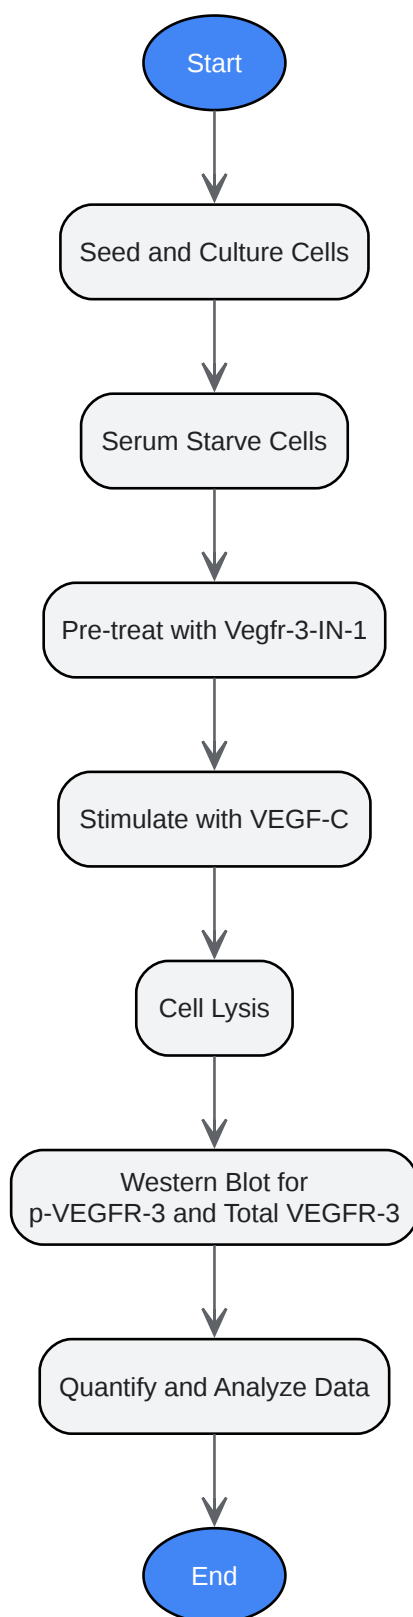 Start
Seed and Culture Cells
Serum Starve Cells
Pre-treat with Vegfr-3-IN-1
Stimulate with VEGF-C
Cell Lysis
Western Blot for
p-VEGFR-3 and Total VEGFR-3
Quantify and Analyze Data
End